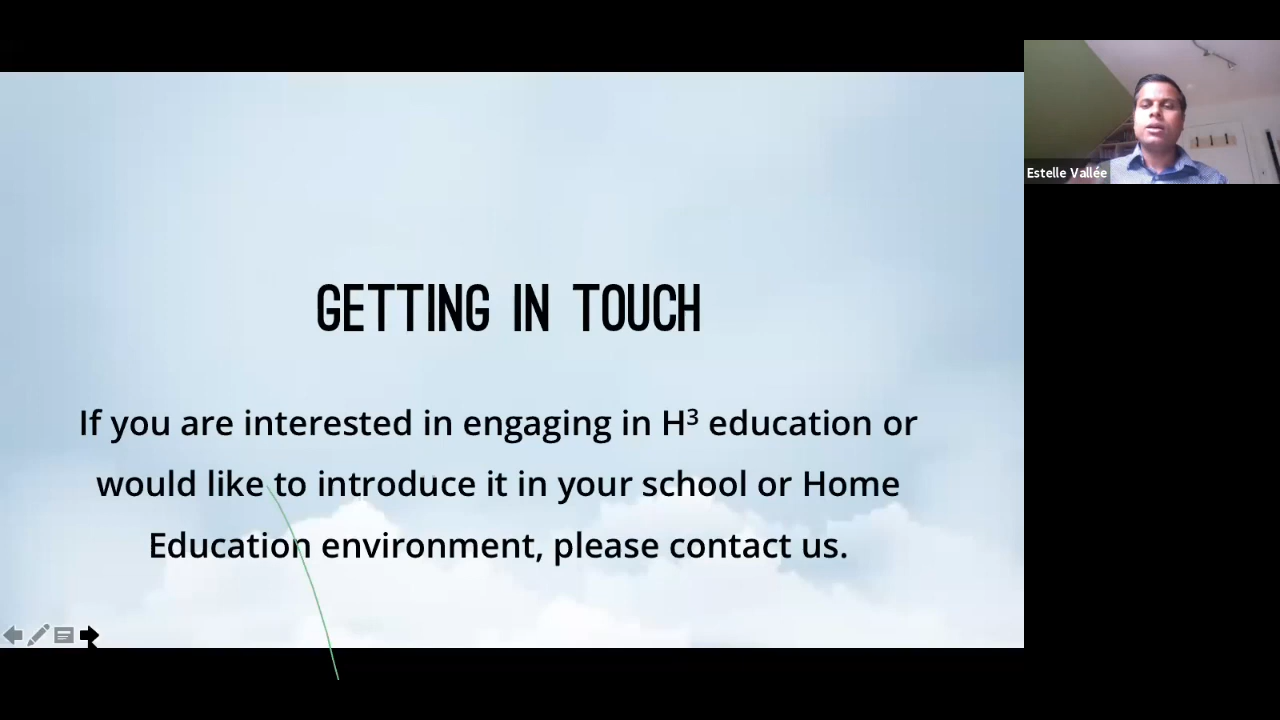 GETTING IN TOUCH
If you are interested in engaging in H³ education or
would like to introduce it in your school or Home
Education environment, please contact us.
Estelle Vallée